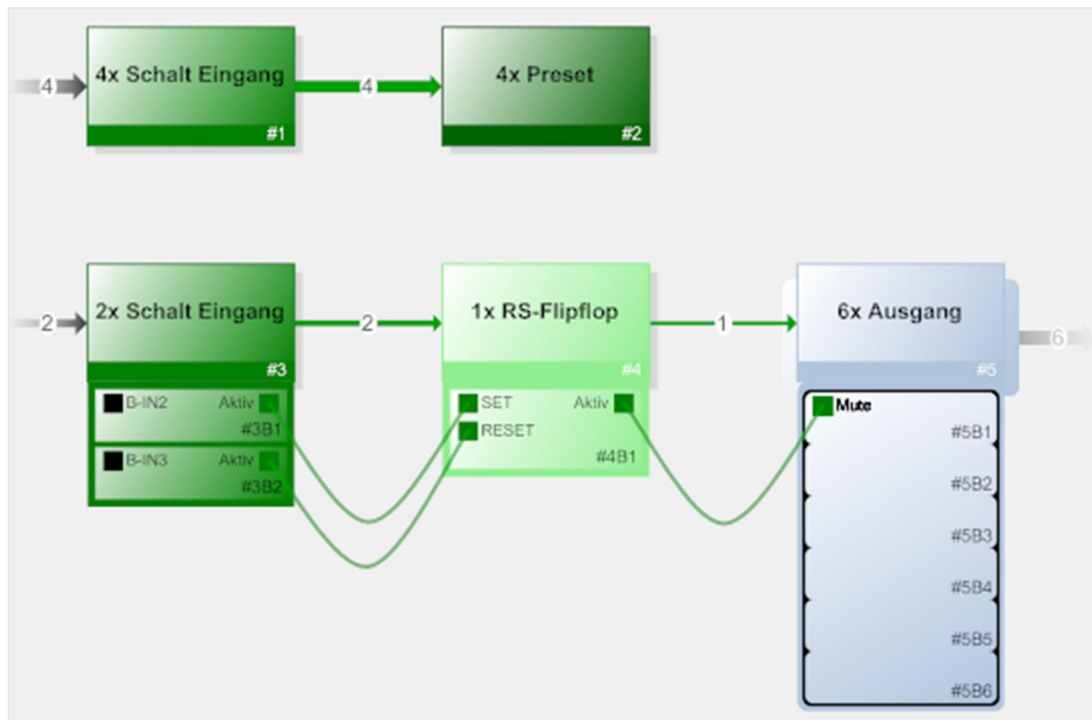 4
4x Schalt Eingang
#1
4
4x Preset
#2
2
2x Schalt Eingang
#3
2
1x RS-Flipflop
#4
1
6x Ausgang
#5
6
B-IN2 Aktiv
#3B1
B-IN3 Aktiv
#3B2
SET Aktiv
RESET
#4B1
Mute
#5B1
#5B2
#5B3
#5B4
#5B5
#5B6